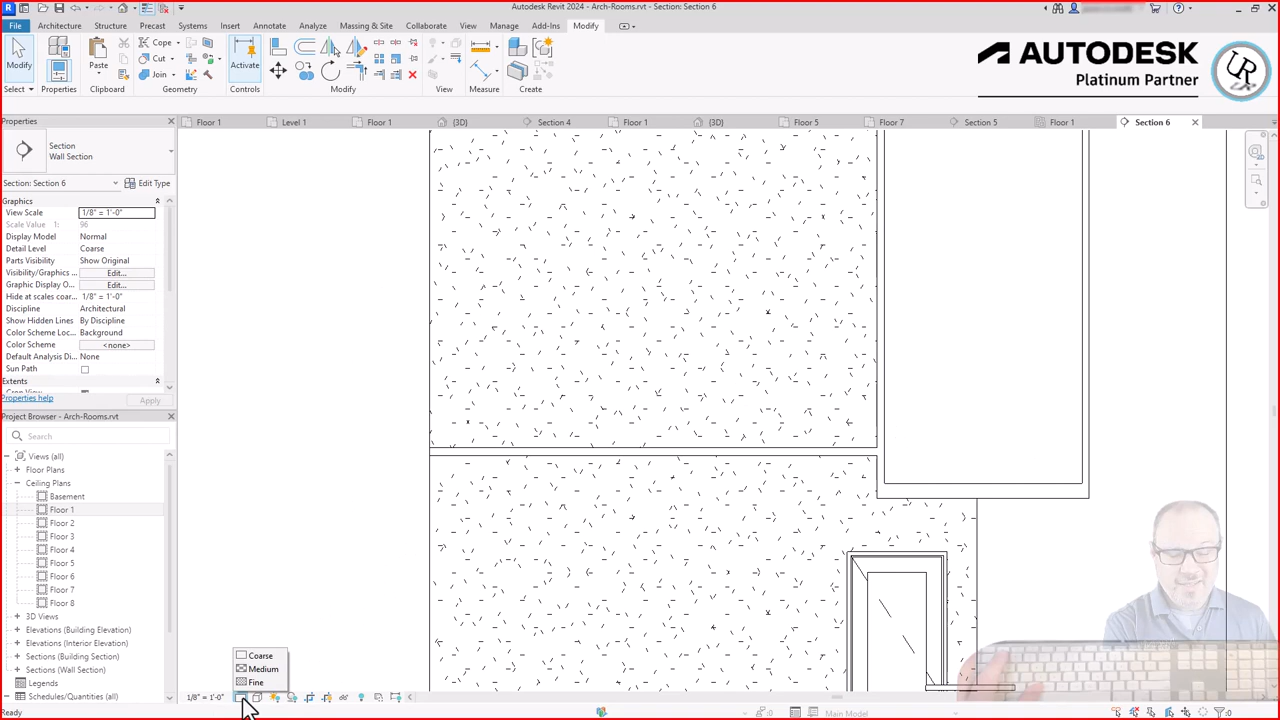 Autodesk Revit 2024 - Arch-Rooms.rvt - Section: Section 6
File Architecture Structure Precast Systems Insert Annotate Analyze Massing & Site Collaborate View Manage Add-Ins Modify
Modify
Select
Properties
Properties
Paste
Clipboard
Cope
Cut
Join
Geometry
Activate
Controls
Modify
View
Measure
Create
AUTODESK
Platinum Partner
Properties
Floor 1 Level 1 Floor 1 {3D} Section 4 Floor 1 {3D} Floor 5 Floor 7 Section 5 Floor 1 Section 6
Section
Wall Section
Section: Section 6 Edit Type
Graphics
View Scale 1/8" = 1'-0"
Scale Value 1: 96
Display Model Normal
Detail Level Coarse
Parts Visibility Show Original
Visibility/Graphics ... Edit...
Graphic Display O... Edit...
Hide at scales coar... 1/8" = 1'-0"
Discipline Architectural
Show Hidden Lines By Discipline
Color Scheme Loc... Background
Color Scheme <none>
Default Analysis Di... None
Sun Path
Extents
Properties help Apply
Project Browser - Arch-Rooms.rvt
Search
Views (all)
Floor Plans
Ceiling Plans
Basement
Floor 1
Floor 2
Floor 3
Floor 4
Floor 5
Floor 6
Floor 7
Floor 8
3D Views
Elevations (Building Elevation)
Elevations (Interior Elevation)
Sections (Building Section)
Sections (Wall Section)
Legends
Schedules/Quantities (all)
Coarse
Medium
Fine
1/8" = 1'-0"
Ready
:0
Main Model
:0